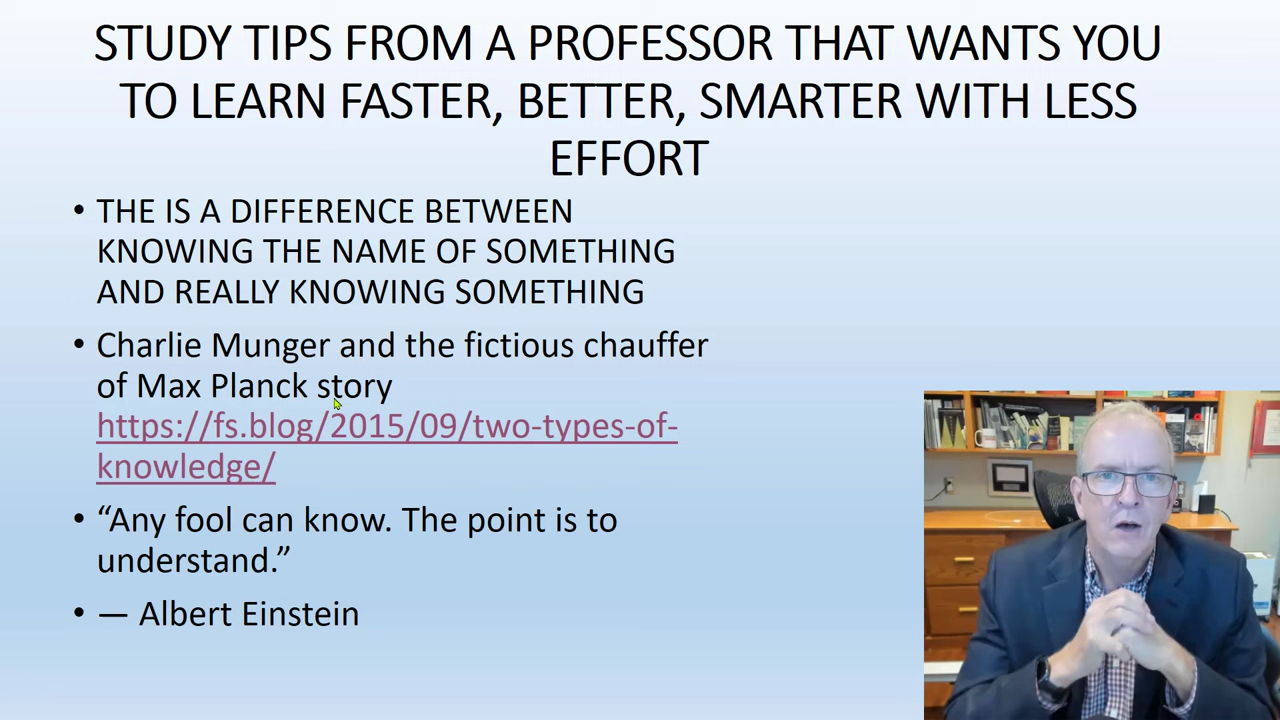 STUDY TIPS FROM A PROFESSOR THAT WANTS YOU
TO LEARN FASTER, BETTER, SMARTER WITH LESS
EFFORT
• THE IS A DIFFERENCE BETWEEN
KNOWING THE NAME OF SOMETHING
AND REALLY KNOWING SOMETHING
• Charlie Munger and the fictious chauffer
of Max Planck story
https://fs.blog/2015/09/two-types-of-
knowledge/
• “Any fool can know. The point is to
understand.”
• — Albert Einstein